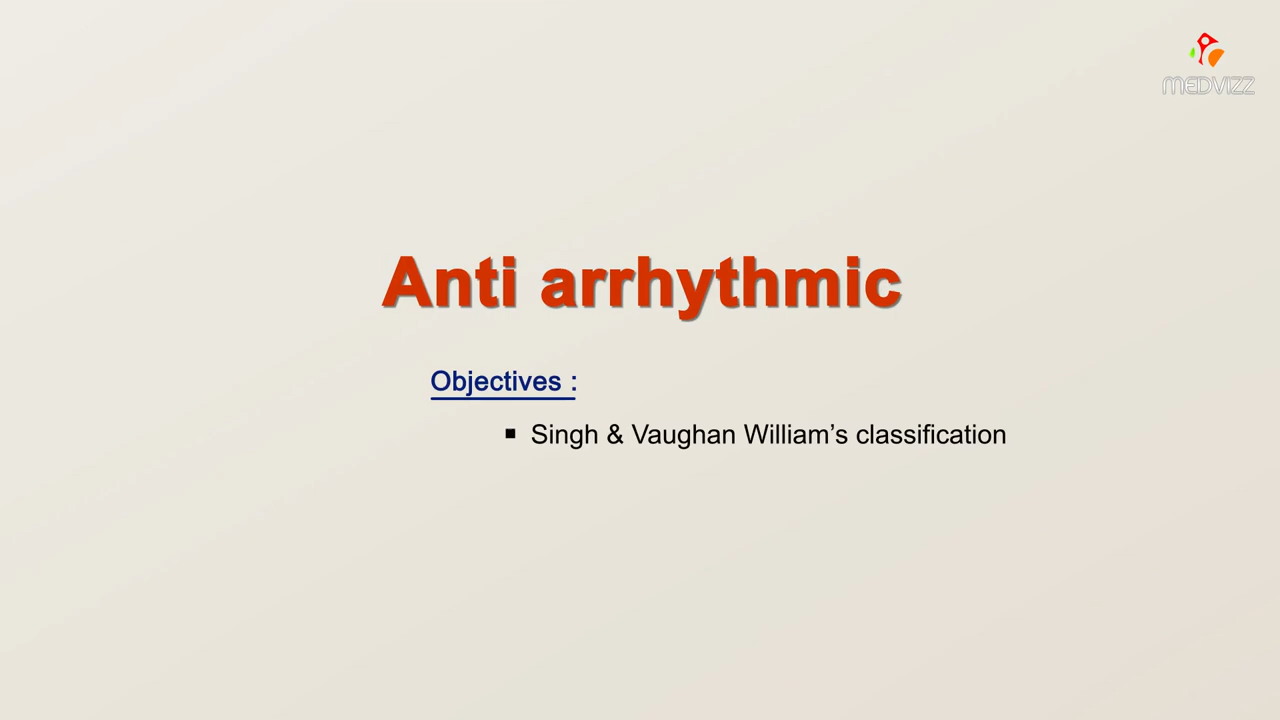 MEDVIZZ
Anti arrhythmic
Objectives :
▪ Singh & Vaughan William’s classification